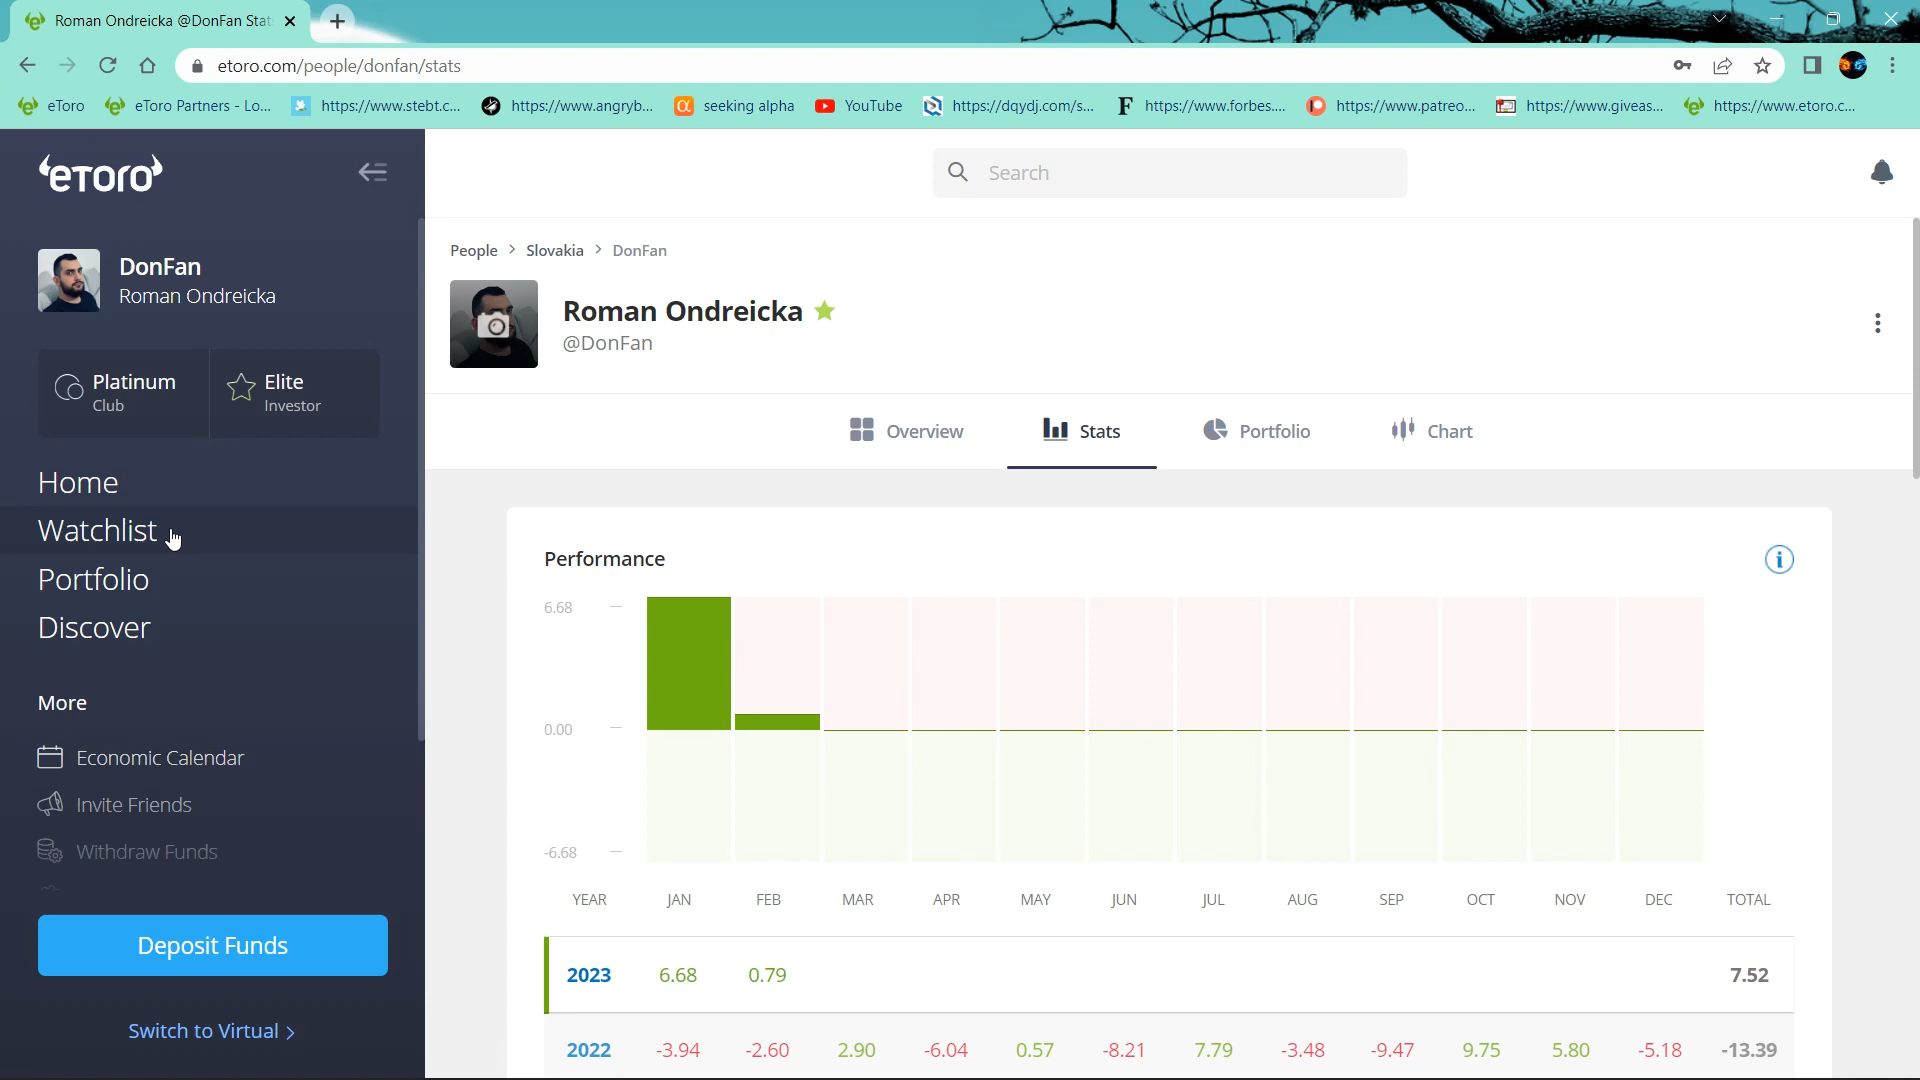 Roman Ondreicka @DonFan Stat
etoro.com/people/donfan/stats
eToro
eToro Partners - Lo...
https://www.stebt.c...
https://www.angryb...
seeking alpha
YouTube
https://dqydj.com/s...
https://www.forbes....
https://www.patreo...
https://www.giveas...
https://www.etoro.c...
eToro
DonFan
Roman Ondreicka
Platinum
Club
Elite
Investor
Home
Watchlist
Portfolio
Discover
More
Economic Calendar
Invite Friends
Withdraw Funds
Deposit Funds
Switch to Virtual >
Search
People > Slovakia > DonFan
Roman Ondreicka
@DonFan
Overview
Stats
Portfolio
Chart
Performance
6.68
0.00
-6.68
YEAR JAN FEB MAR APR MAY JUN JUL AUG SEP OCT NOV DEC TOTAL
2023 6.68 0.79 7.52
2022 -3.94 -2.60 2.90 -6.04 0.57 -8.21 7.79 -3.48 -9.47 9.75 5.80 -5.18 -13.39